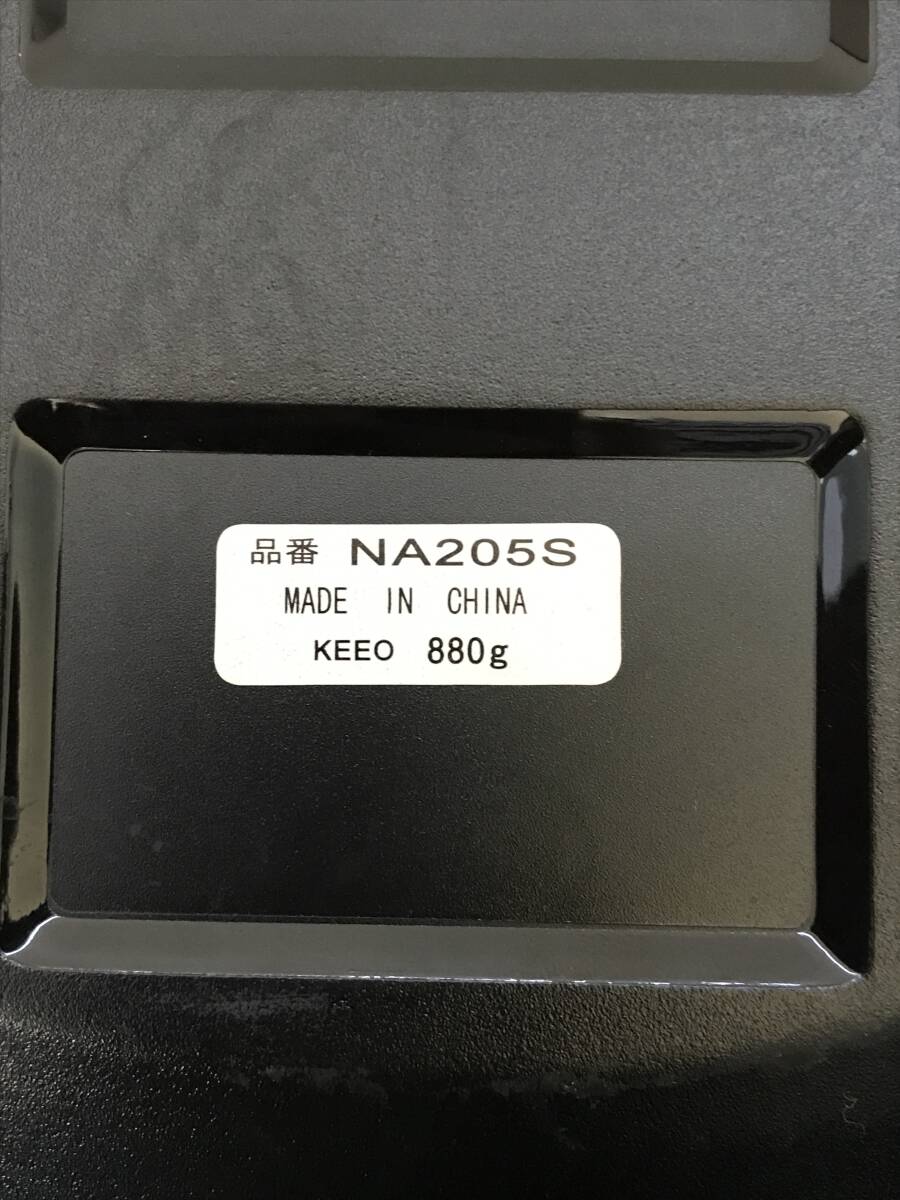 品番 NA205S
MADE IN CHINA
KEEO 880g